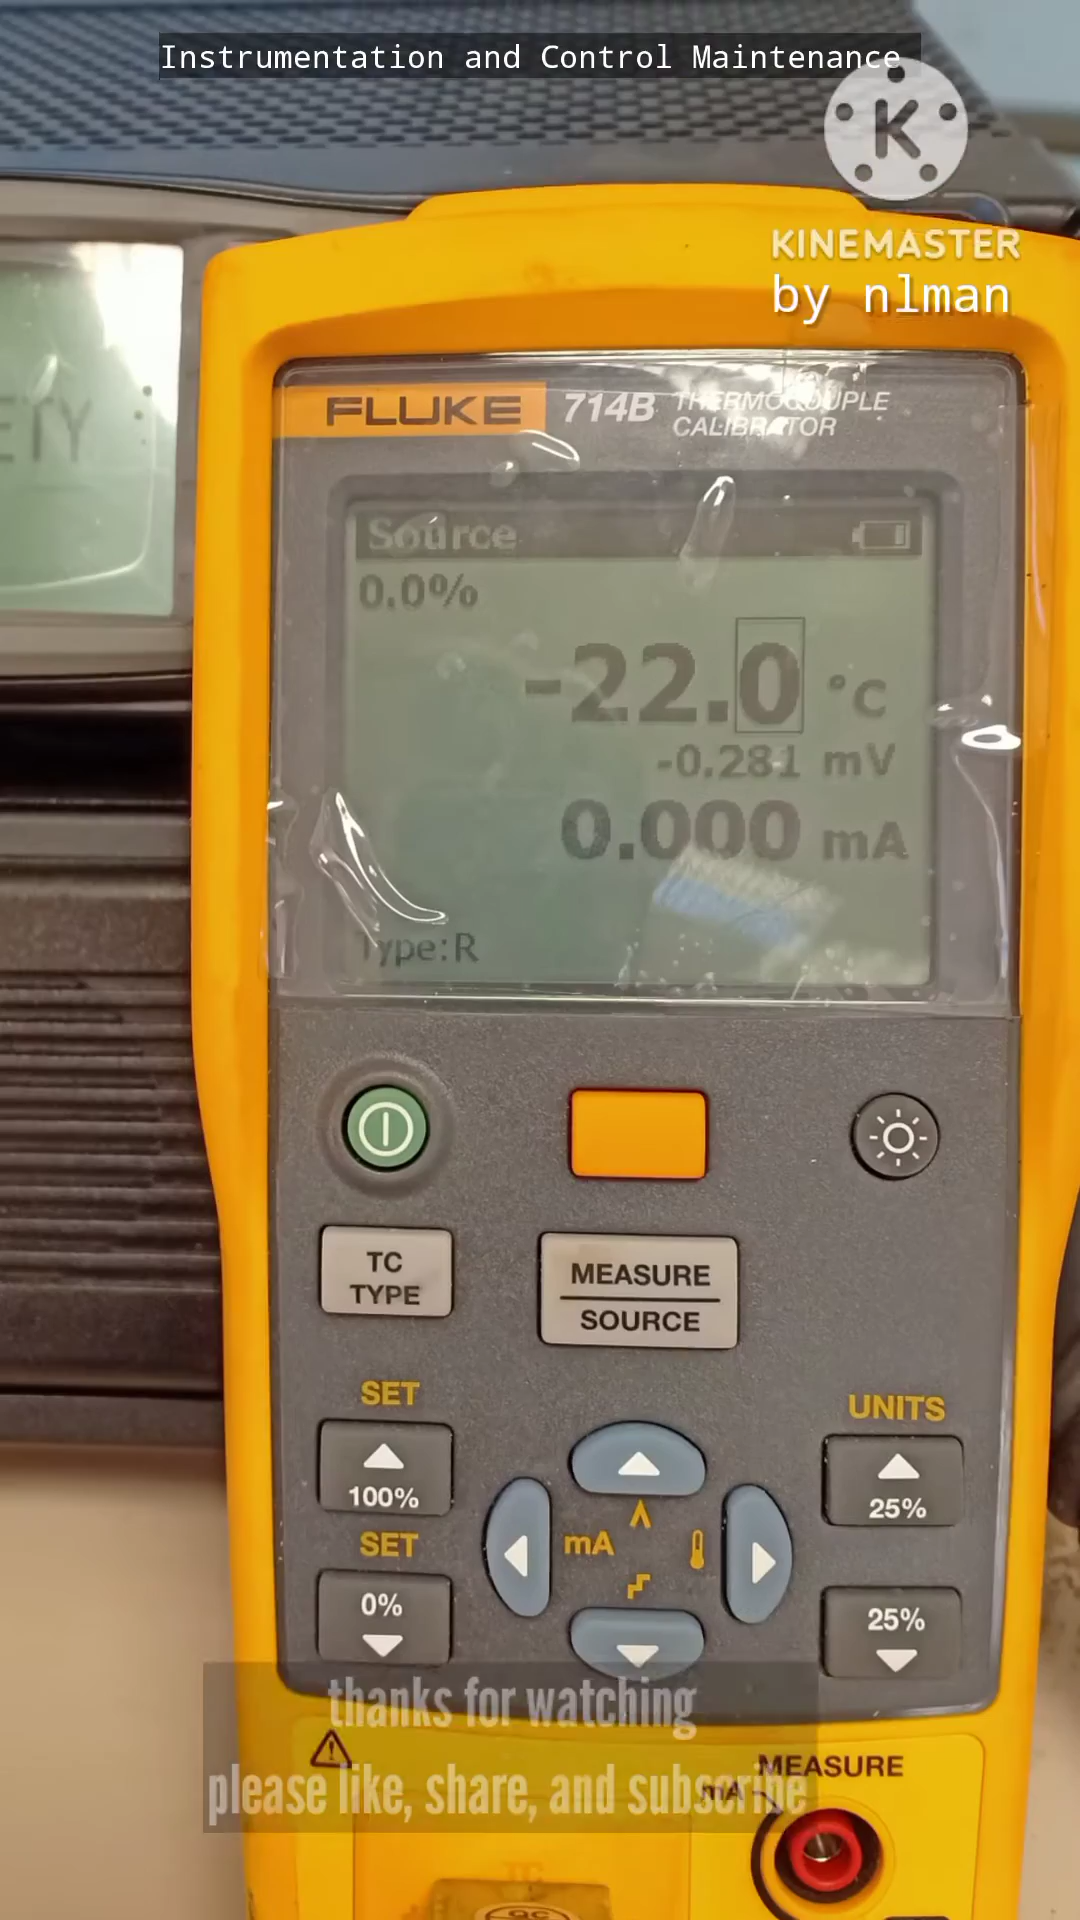 Instrumentation and Control Maintenance
K
KINEMASTER
by nlman
FLUKE 714B THERMOCOUPLE
CALIBRATOR
Source
0.0%
-22.0 °C
-0.281 mV
0.000 mA
Type:R
TC
TYPE
MEASURE
SOURCE
SET
100%
UNITS
25%
SET
0%
mA
25%
thanks for watching
please like, share, and subscribe
MEASURE
mA
QC